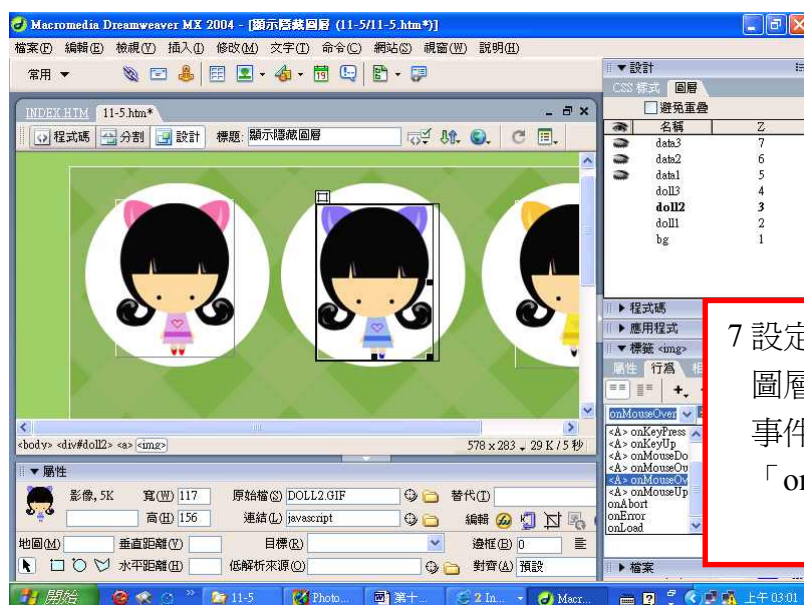 Macromedia Dreamweaver MX 2004 - [顯示隱藏圖層 (11-5/11-5.htm*)]
檔案(F) 編輯(E) 檢視(V) 插入(I) 修改(M) 文字(T) 命令(C) 網站(S) 視窗(W) 說明(H)
常用
INDEX.HTM 11-5.htm*
程式碼 分割 設計 標題: 顯示隱藏圖層
<body> <div#doll2> <a> <img> 578 x 283 29 K / 5 秒
屬性
影像, 5K 寬(W) 117 原始檔(S) DOLL2.GIF 替代(T)
高(H) 156 連結(L) javascript 編輯
地圖(M) 垂直距離(V) 目標(R) 邊框(B) 0
水平距離(H) 低解析來源(O) 對齊(A) 預設
設計
CSS 樣式 圖層
避免重疊
名稱 Z
data3 7
data2 6
data1 5
doll3 4
doll2 3
doll1 2
bg 1
程式碼
應用程式
標籤 <img>
屬性 行為
onMouseOver
<A> onKeyPress
<A> onKeyUp
<A> onMouseDo
<A> onMouseOu
<A> onMouseOv
<A> onMouseUp
onAbort
onError
onLoad
檔案
7 設定
圖層
事件
「on
開始 11-5 Photo... 第十... 2 In... Macr... 上午 03:01